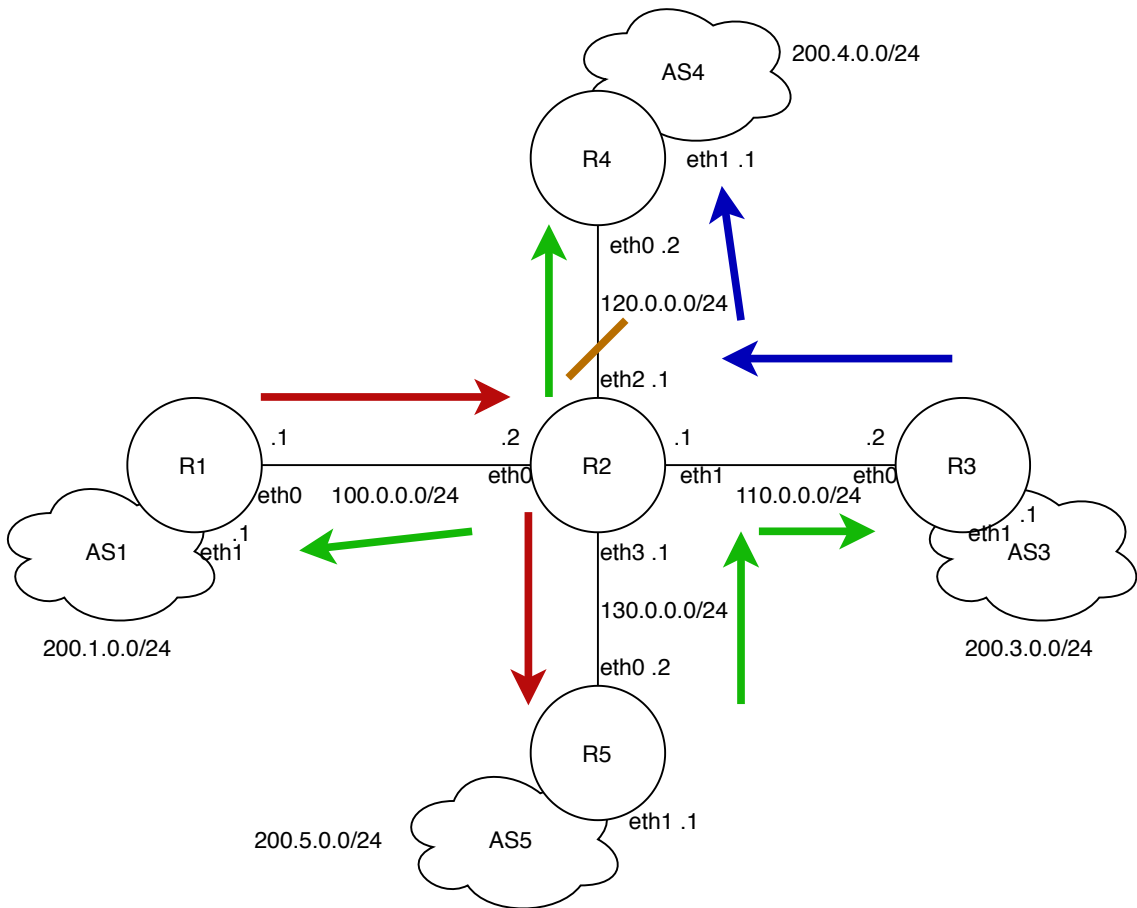 200.4.0.0/24
AS4
R4
eth1 .1
eth0 .2
120.0.0.0/24
eth2 .1
.1
.2
.1
.2
R1
R2
R3
eth0
100.0.0.0/24
eth0
eth1
110.0.0.0/24
eth0
.1
eth1
AS1
eth3 .1
.1
eth1
AS3
200.1.0.0/24
130.0.0.0/24
200.3.0.0/24
eth0 .2
R5
eth1 .1
200.5.0.0/24
AS5